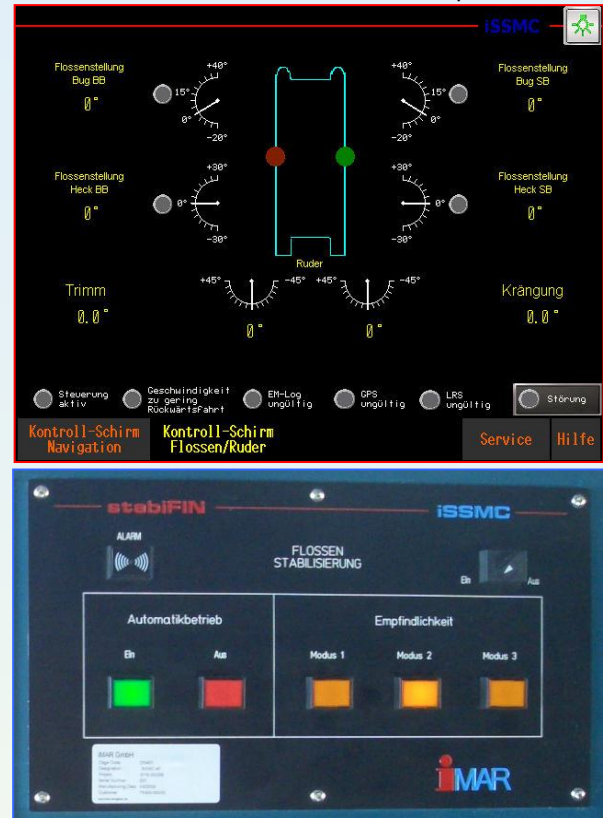 iSSMC
Flossenstellung
Bug BB
0°
+40°
15°
0°
-20°
+40°
15°
0°
-20°
Flossenstellung
Bug SB
0°
Flossenstellung
Heck BB
0°
+30°
0°
-30°
+30°
0°
-30°
Flossenstellung
Heck SB
0°
Ruder
Trimm
0.0°
+45°
-45°
0°
+45°
-45°
0°
Krängung
0.0°
Steuerung
aktiv
Geschwindigkeit
zu gering
Rückwärtsfahrt
EM-Log
ungültig
GPS
ungültig
LRS
ungültig
Störung
Kontroll-Schirm
Navigation
Kontroll-Schirm
Flossen/Ruder
Service
Hilfe
stabiFIN
iSSMC
ALARM
FLOSSEN
STABILISIERUNG
Ein
Aus
Automatikbetrieb
Empfindlichkeit
Ein
Aus
Modus 1
Modus 2
Modus 3
iMAR GmbH
iMAR